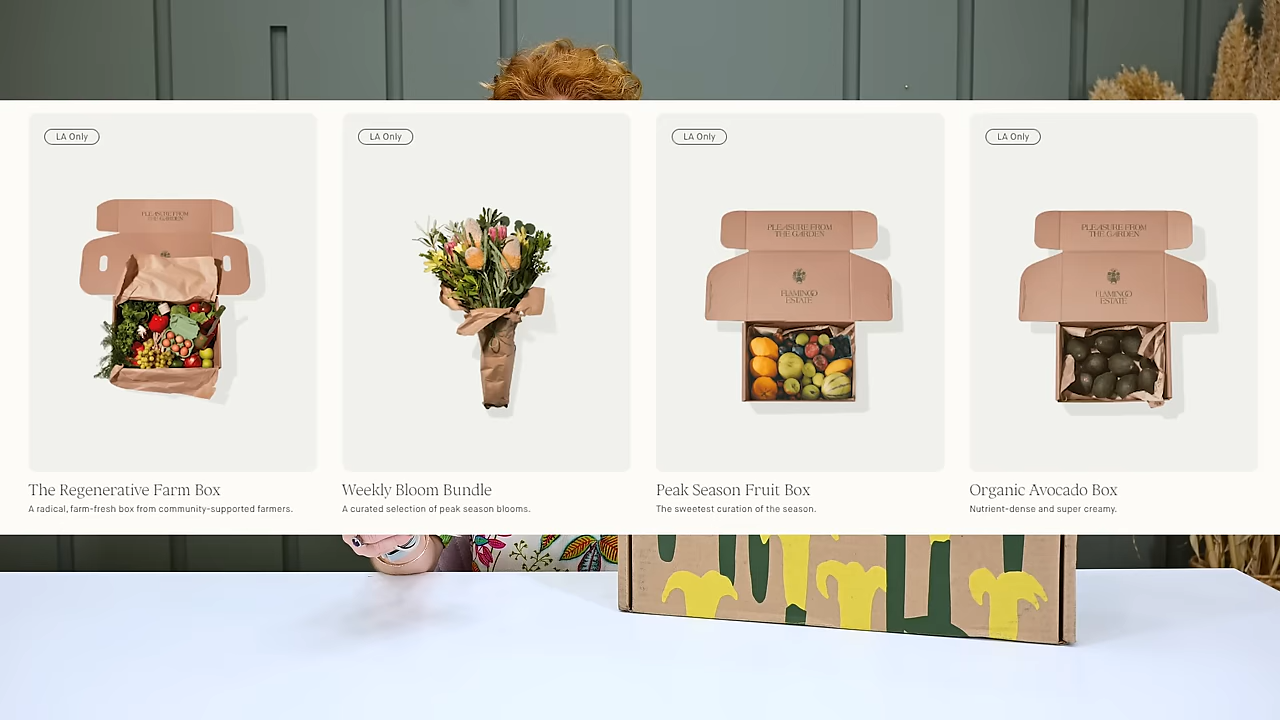 LA Only
LA Only
LA Only
LA Only
PLEASURE FROM
THE GARDEN
PLEASURE FROM
THE GARDEN
FLAMINGO
ESTATE
PLEASURE FROM
THE GARDEN
FLAMINGO
ESTATE
The Regenerative Farm Box
A radical, farm-fresh box from community-supported farmers.
Weekly Bloom Bundle
A curated selection of peak season blooms.
Peak Season Fruit Box
The sweetest curation of the season.
Organic Avocado Box
Nutrient-dense and super creamy.